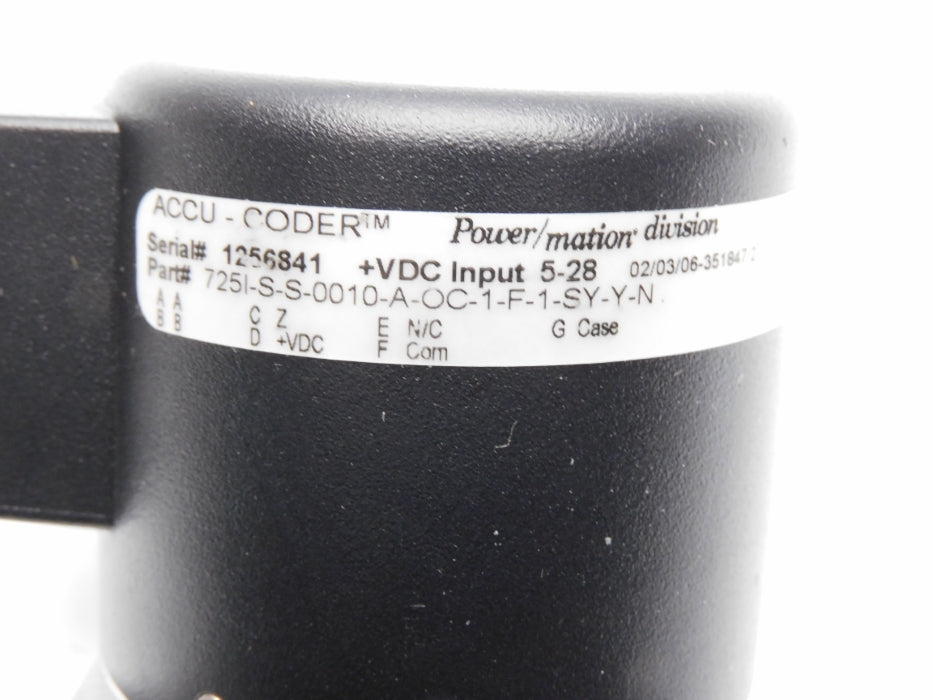 ACCU - CODER™ Power/mation® division
Serial# 1256841 +VDC Input 5-28 02/03/06-351847
Part# 725I-S-S-0010-A-OC-1-F-1-SY-Y-N
A A C Z E N/C G Case
B B D +VDC F Com